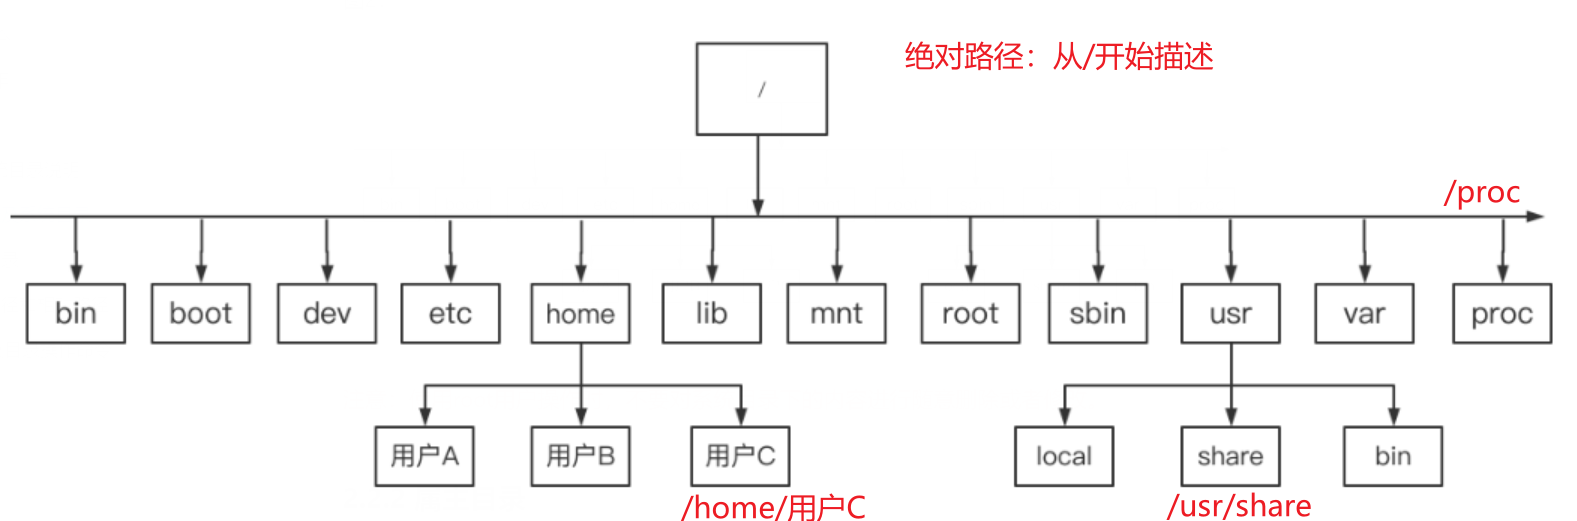 绝对路径：从/开始描述
/
/proc
bin
boot
dev
etc
home
lib
mnt
root
sbin
usr
var
proc
用户A
用户B
用户C
local
share
bin
/home/用户C
/usr/share